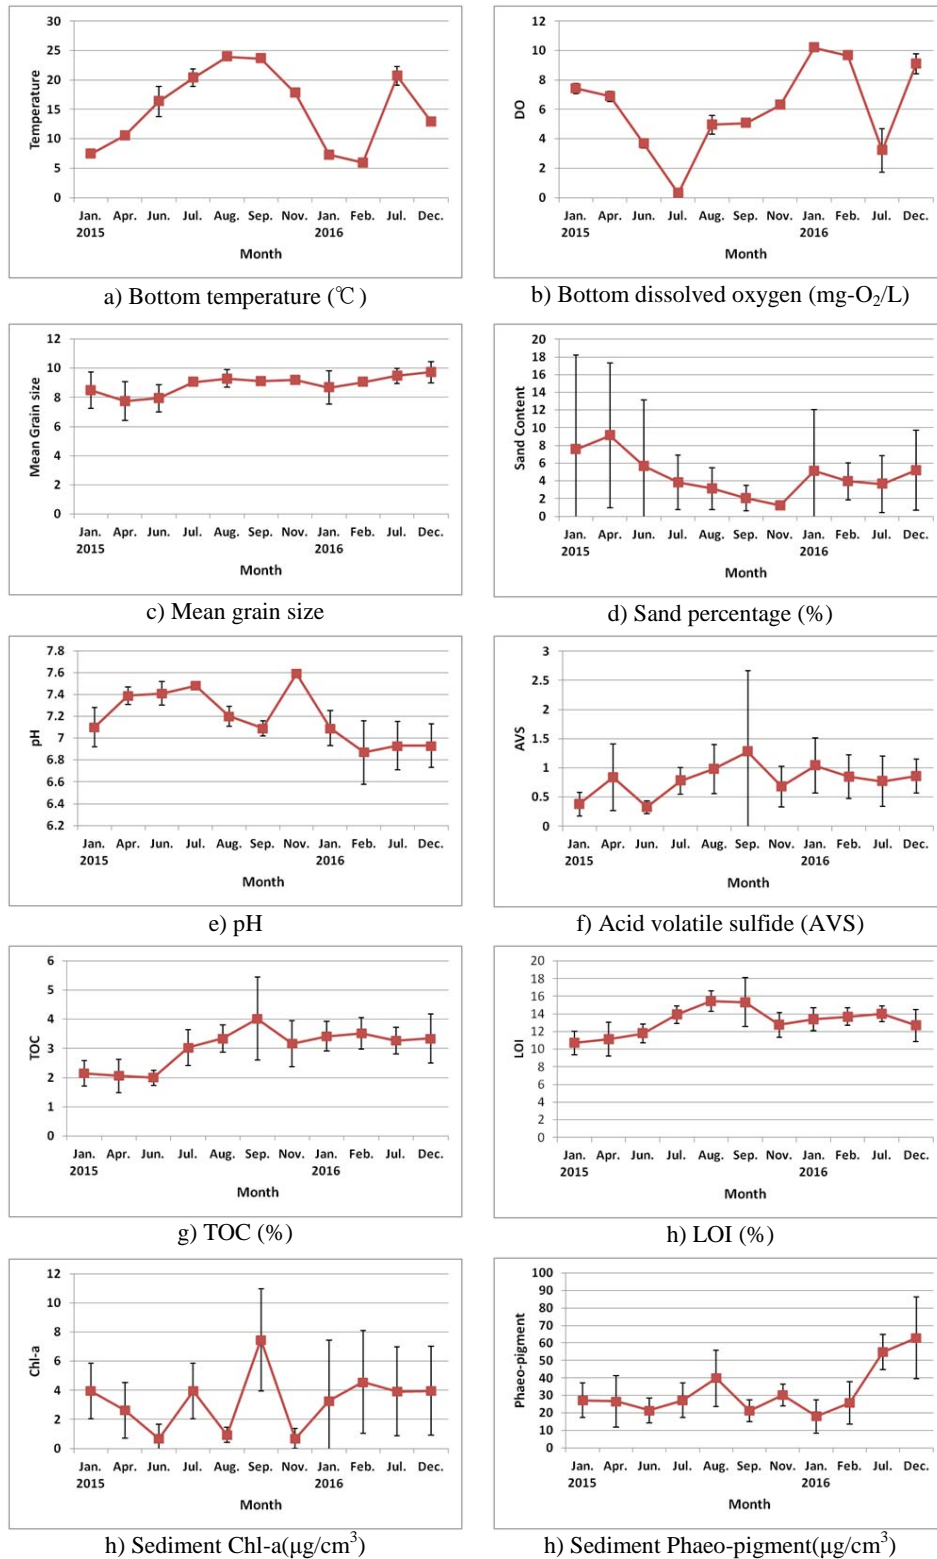 30
25
20
15
10
5
0
Temperature
Jan. Apr. Jun. Jul. Aug. Sep. Nov. Jan. Feb. Jul. Dec.
2015 2016
Month
a) Bottom temperature (℃)
12
10
8
6
4
2
0
DO
Jan. Apr. Jun. Jul. Aug. Sep. Nov. Jan. Feb. Jul. Dec.
2015 2016
Month
b) Bottom dissolved oxygen (mg-O₂/L)
12
10
8
6
4
2
0
Mean Grain size
Jan. Apr. Jun. Jul. Aug. Sep. Nov. Jan. Feb. Jul. Dec.
2015 2016
Month
c) Mean grain size
20
18
16
14
12
10
8
6
4
2
0
Sand Content
Jan. Apr. Jun. Jul. Aug. Sep. Nov. Jan. Feb. Jul. Dec.
2015 2016
Month
d) Sand percentage (%)
7.8
7.6
7.4
7.2
7
6.8
6.6
6.4
6.2
pH
Jan. Apr. Jun. Jul. Aug. Sep. Nov. Jan. Feb. Jul. Dec.
2015 2016
Month
e) pH
3
2.5
2
1.5
1
0.5
0
AVS
Jan. Apr. Jun. Jul. Aug. Sep. Nov. Jan. Feb. Jul. Dec.
2015 2016
Month
f) Acid volatile sulfide (AVS)
6
5
4
3
2
1
0
TOC
Jan. Apr. Jun. Jul. Aug. Sep. Nov. Jan. Feb. Jul. Dec.
2015 2016
Month
g) TOC (%)
20
18
16
14
12
10
8
6
4
2
0
LOI
Jan. Apr. Jun. Jul. Aug. Sep. Nov. Jan. Feb. Jul. Dec.
2015 2016
Month
h) LOI (%)
12
10
8
6
4
2
0
Chl-a
Jan. Apr. Jun. Jul. Aug. Sep. Nov. Jan. Feb. Jul. Dec.
2015 2016
Month
h) Sediment Chl-a(μg/cm³)
100
90
80
70
60
50
40
30
20
10
0
Phaeo-pigment
Jan. Apr. Jun. Jul. Aug. Sep. Nov. Jan. Feb. Jul. Dec.
2015 2016
Month
h) Sediment Phaeo-pigment(μg/cm³)